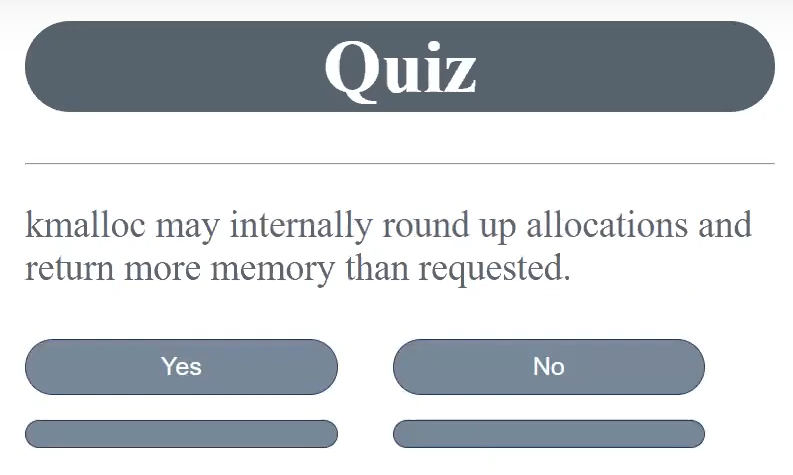 Quiz
kmalloc may internally round up allocations and
return more memory than requested.
Yes
No